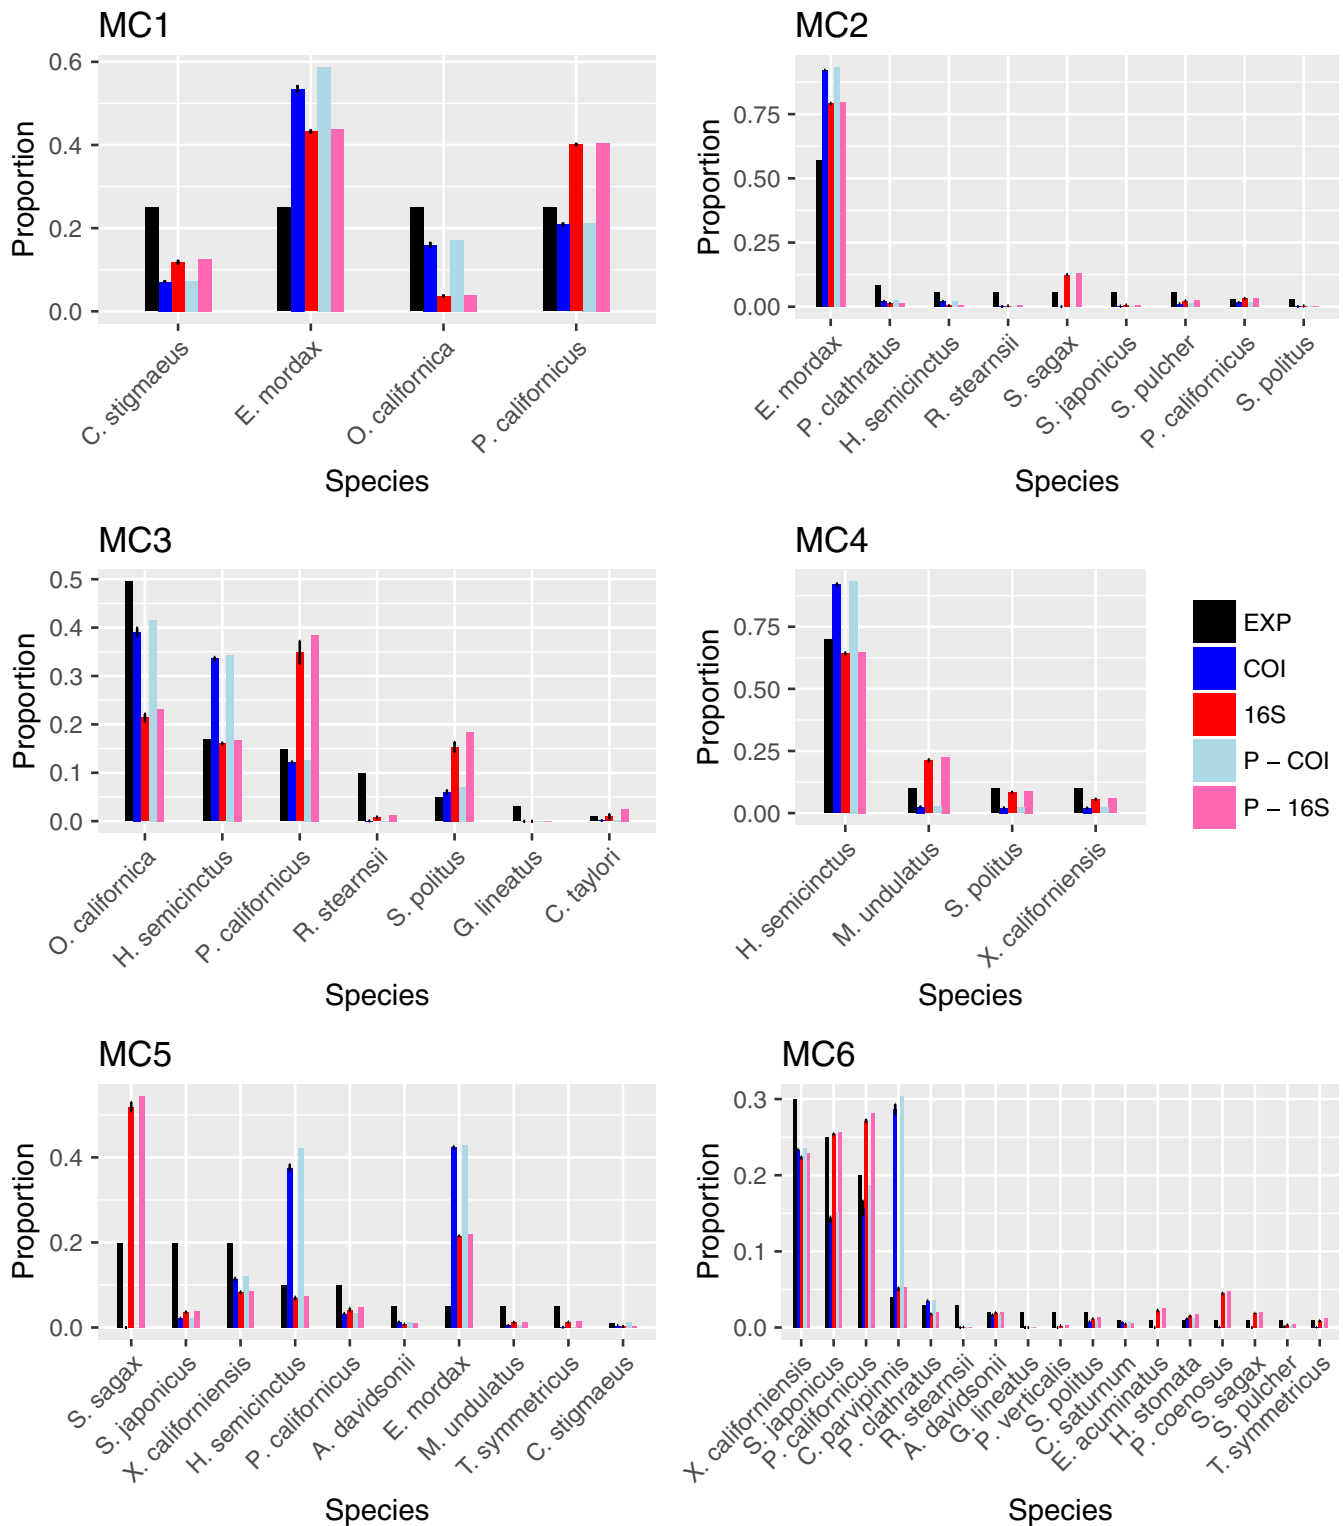 MC1
0.6
0.4
0.2
0.0
Proportion
C. stigmaeus
E. mordax
O. californica
P. californicus
Species
MC2
0.75
0.50
0.25
0.00
Proportion
E. mordax
P. clathratus
H. semicinctus
R. stearnsii
S. sagax
S. japonicus
S. pulcher
P. californicus
S. politus
Species
MC3
0.5
0.4
0.3
0.2
0.1
0.0
Proportion
O. californica
H. semicinctus
P. californicus
R. stearnsii
S. politus
G. lineatus
C. taylori
Species
MC4
0.75
0.50
0.25
0.00
Proportion
H. semicinctus
M. undulatus
S. politus
X. californiensis
Species
EXP
COI
16S
P − COI
P − 16S
MC5
0.4
0.2
0.0
Proportion
S. sagax
S. japonicus
X. californiensis
H. semicinctus
P. californicus
A. davidsonii
E. mordax
M. undulatus
T. symmetricus
C. stigmaeus
Species
MC6
0.3
0.2
0.1
0.0
Proportion
X. californiensis
S. japonicus
P. californicus
C. parvipinnis
P. clathratus
R. stearnsii
A. davidsonii
G. lineatus
P. verticalis
S. politus
C. saturnum
E. acuminatus
H. stomata
P. coenosus
S. sagax
S. pulcher
T. symmetricus
Species